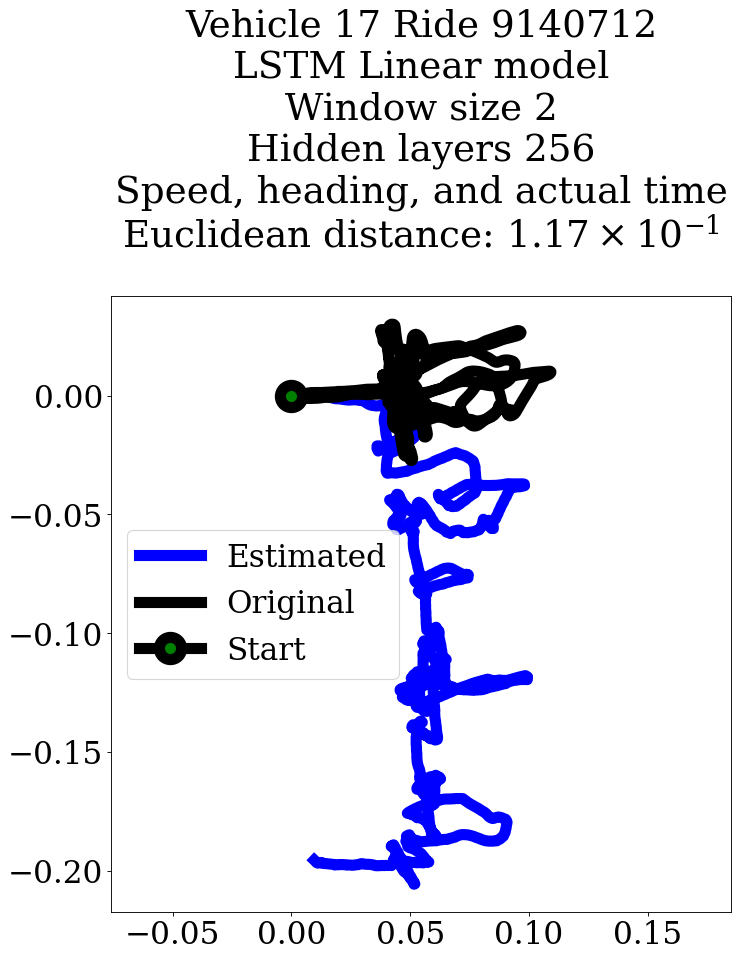 Vehicle 17 Ride 9140712
LSTM Linear model
Window size 2
Hidden layers 256
Speed, heading, and actual time
Euclidean distance: 1.17 × 10⁻¹
0.00
−0.05
−0.10
−0.15
−0.20
Estimated
Original
Start
−0.05 0.00 0.05 0.10 0.15